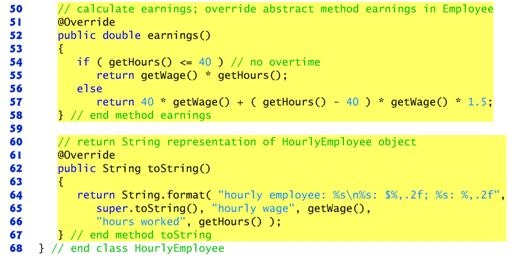 50 // calculate earnings; override abstract method earnings in Employee
51 @Override
52 public double earnings()
53 {
54 if ( getHours() <= 40 ) // no overtime
55 return getWage() * getHours();
56 else
57 return 40 * getWage() + ( getHours() - 40 ) * getWage() * 1.5;
58 } // end method earnings
59
60 // return String representation of HourlyEmployee object
61 @Override
62 public String toString()
63 {
64 return String.format( "hourly employee: %s\n%s: $%,.2f; %s: %,.2f",
65 super.toString(), "hourly wage", getWage(),
66 "hours worked", getHours() );
67 } // end method toString
68 } // end class HourlyEmployee